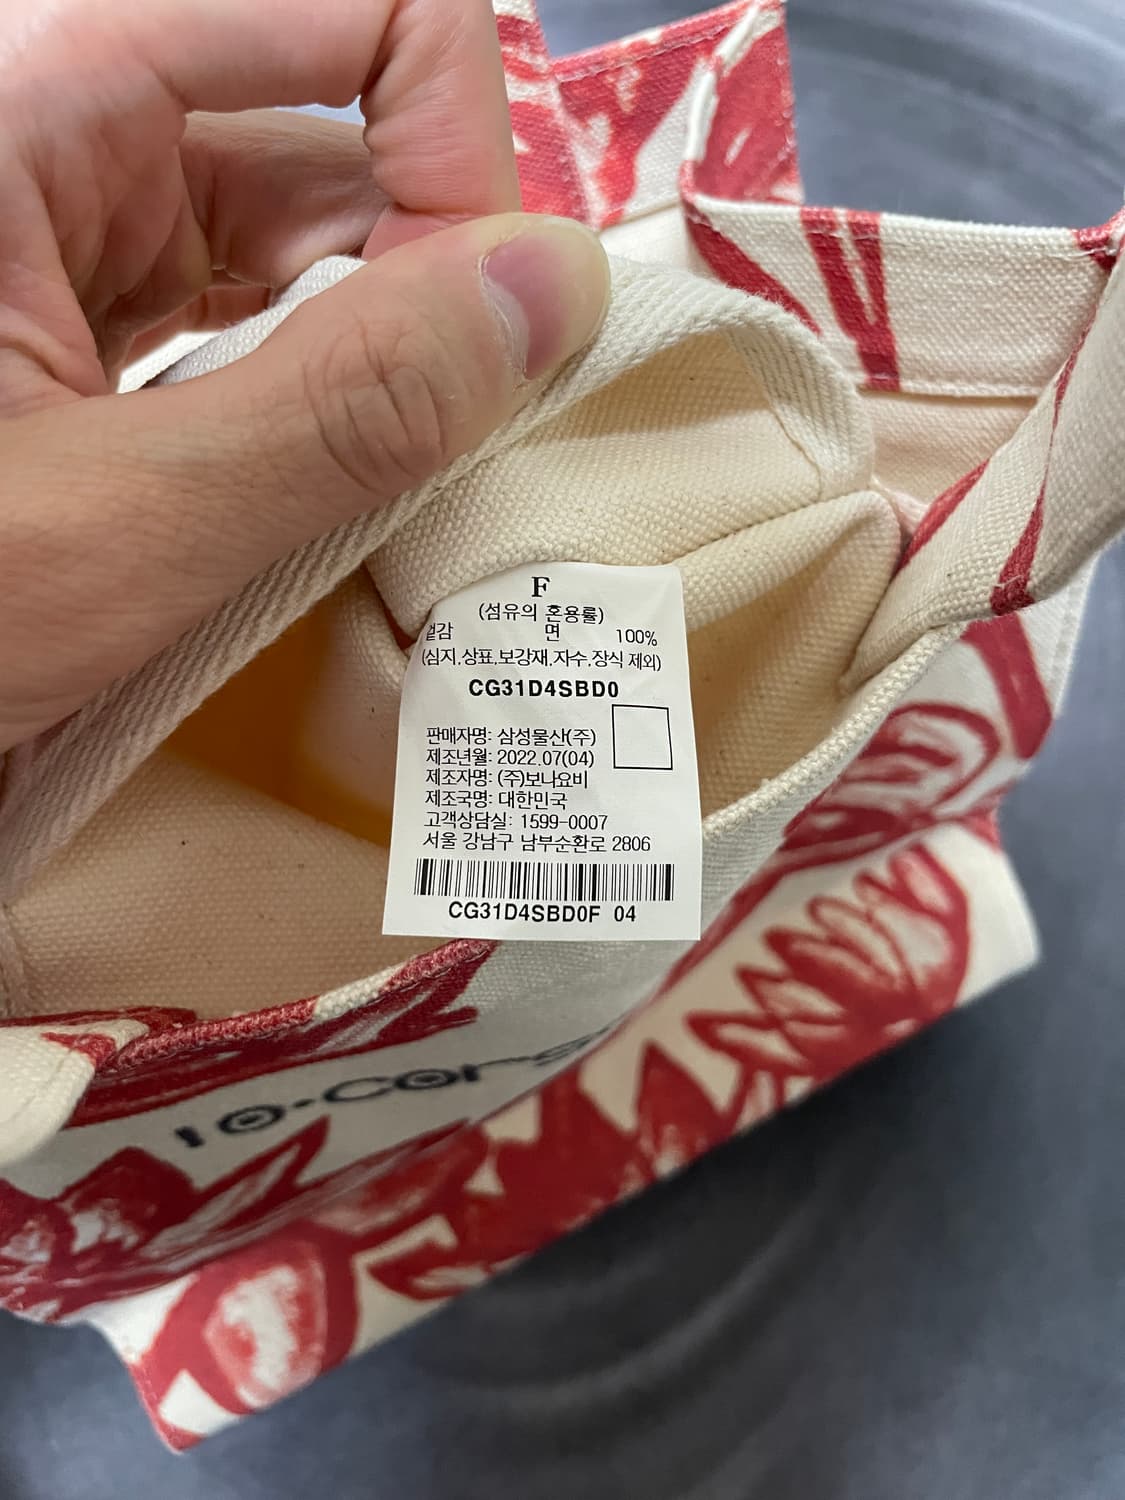 F
(섬유의 혼용률)
겉감 면 100%
(심지,상표,보강재,자수,장식 제외)
CG31D4SBD0
판매자명: 삼성물산(주)
제조년월: 2022.07(04)
제조자명: (주)보나요비
제조국명: 대한민국
고객상담실: 1599-0007
서울 강남구 남부순환로 2806
CG31D4SBD0F 04
10·cors